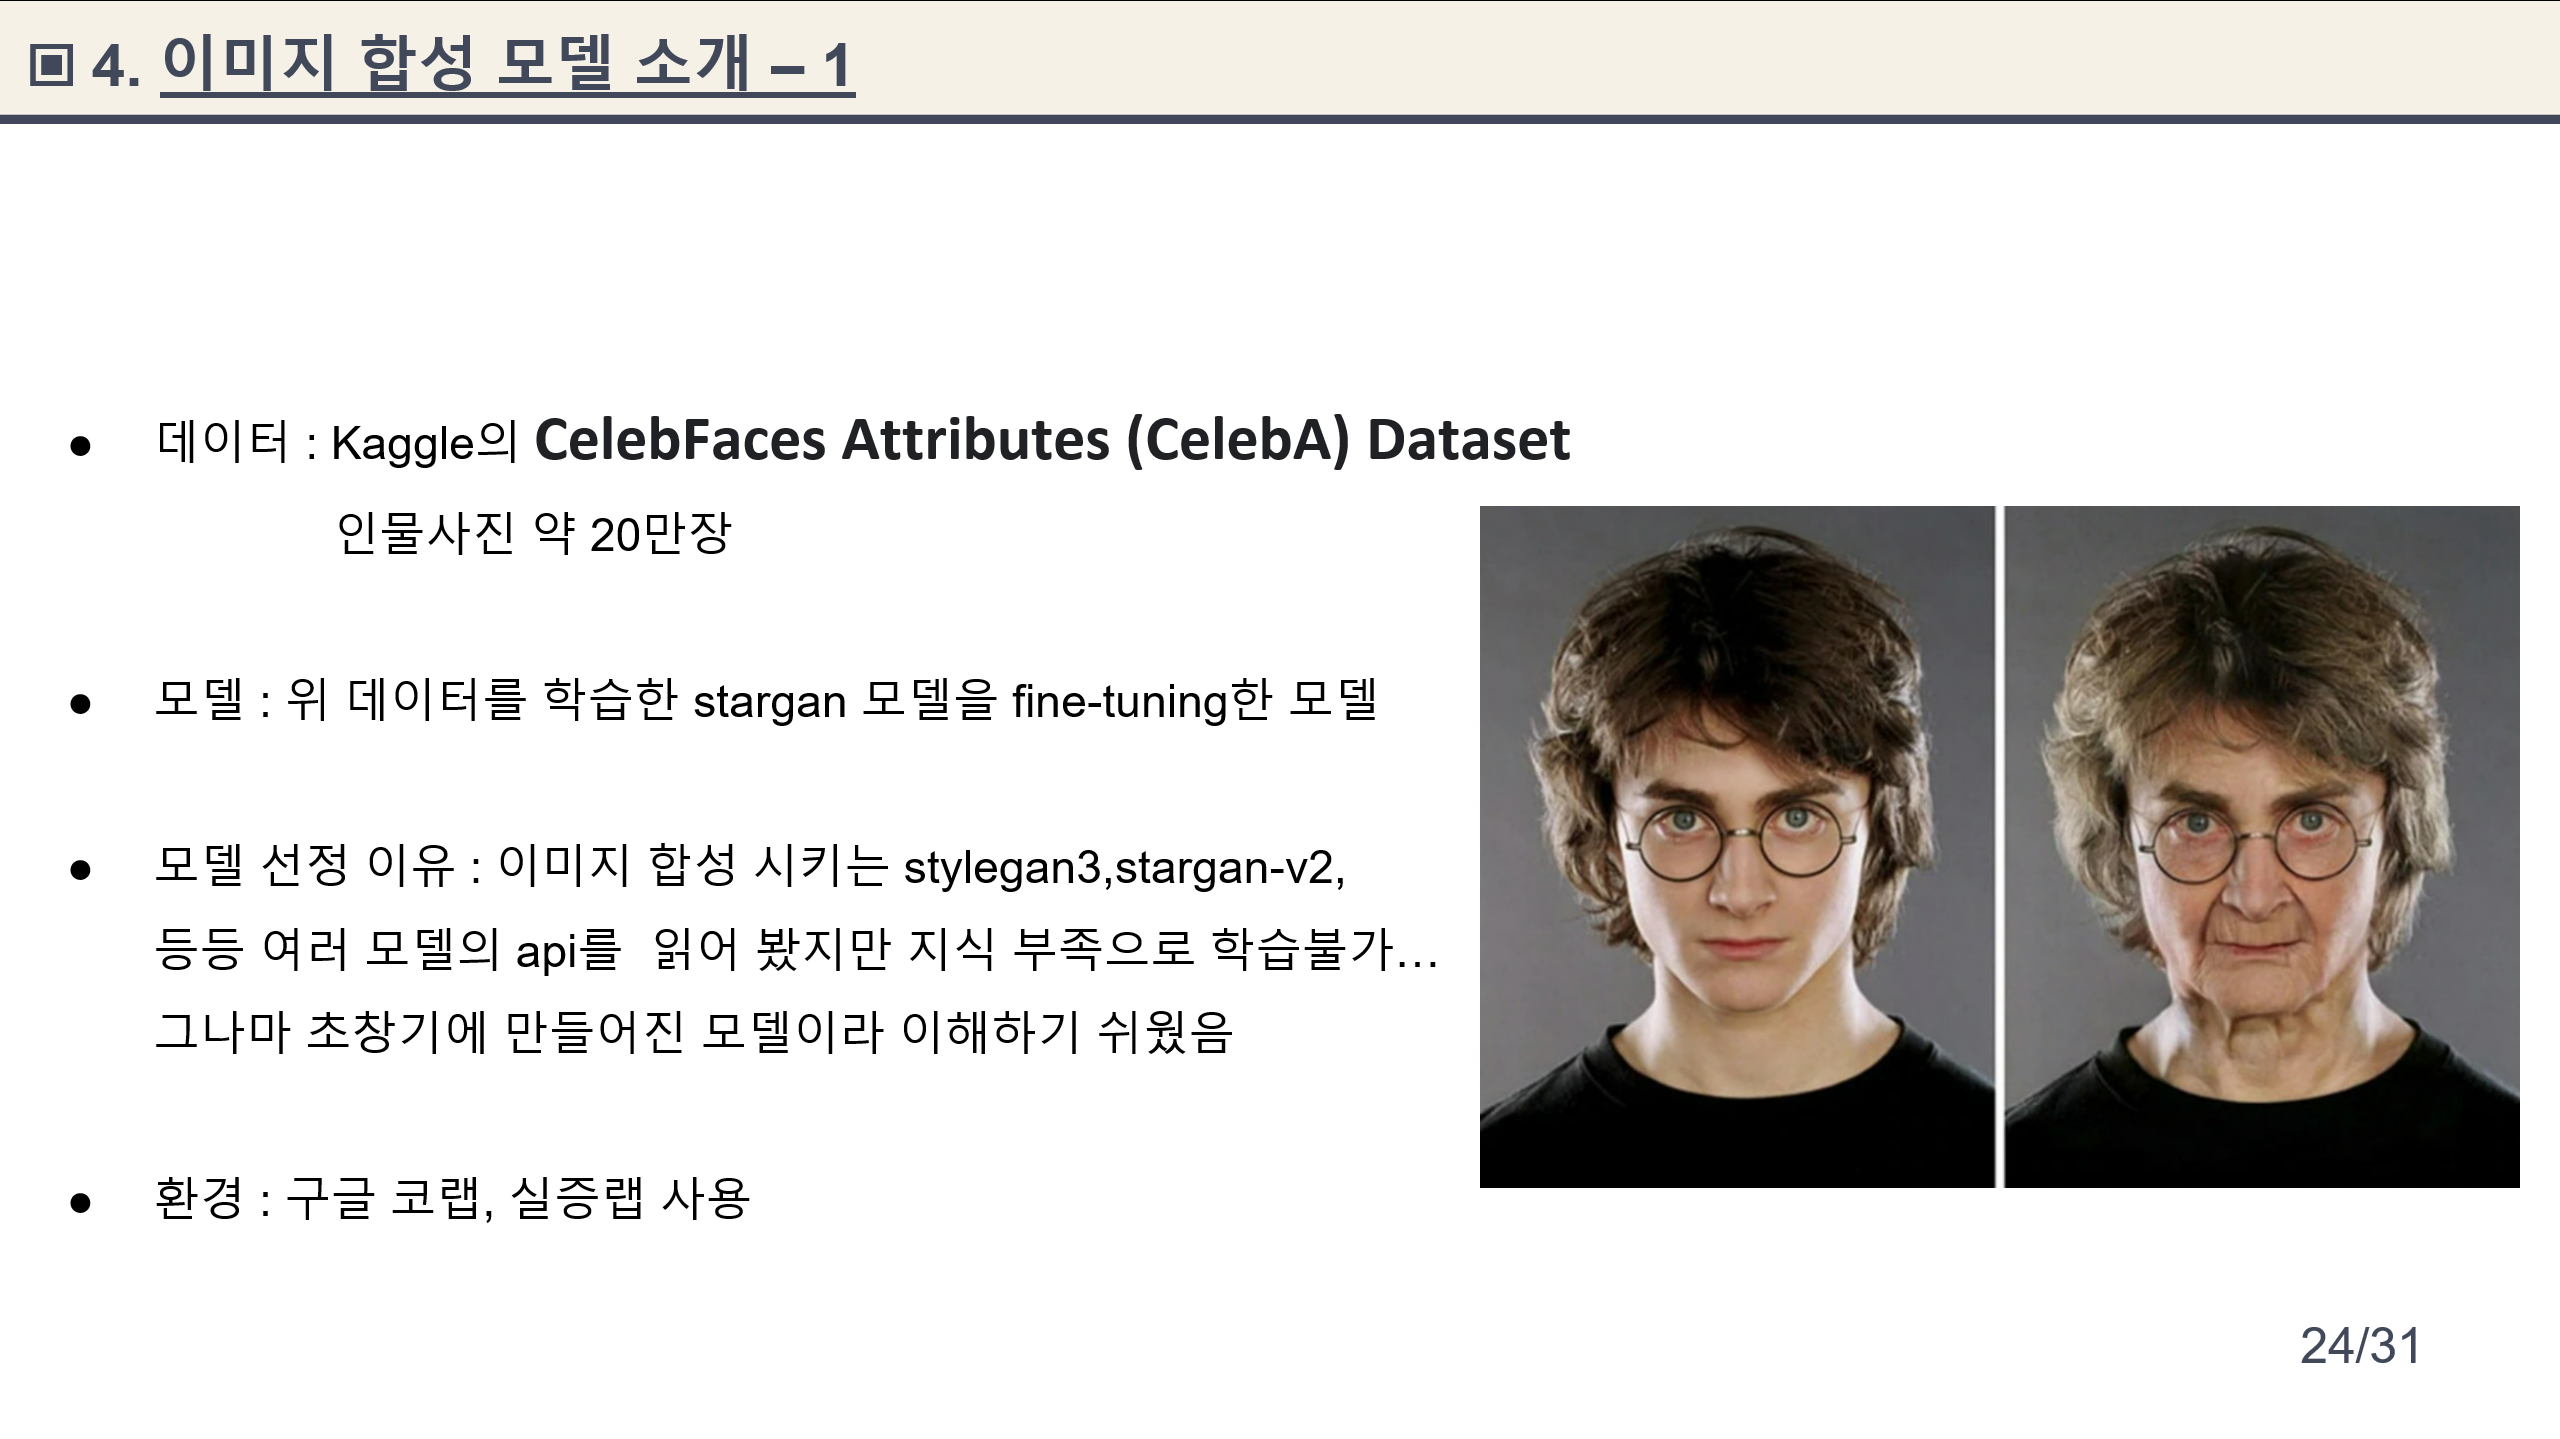 ▣ 4. 이미지 합성 모델 소개 – 1
● 데이터 : Kaggle의 CelebFaces Attributes (CelebA) Dataset
인물사진 약 20만장
● 모델 : 위 데이터를 학습한 stargan 모델을 fine-tuning한 모델
● 모델 선정 이유 : 이미지 합성 시키는 stylegan3,stargan-v2,
등등 여러 모델의 api를  읽어 봤지만 지식 부족으로 학습불가…
그나마 초창기에 만들어진 모델이라 이해하기 쉬웠음
● 환경 : 구글 코랩, 실증랩 사용
24/31